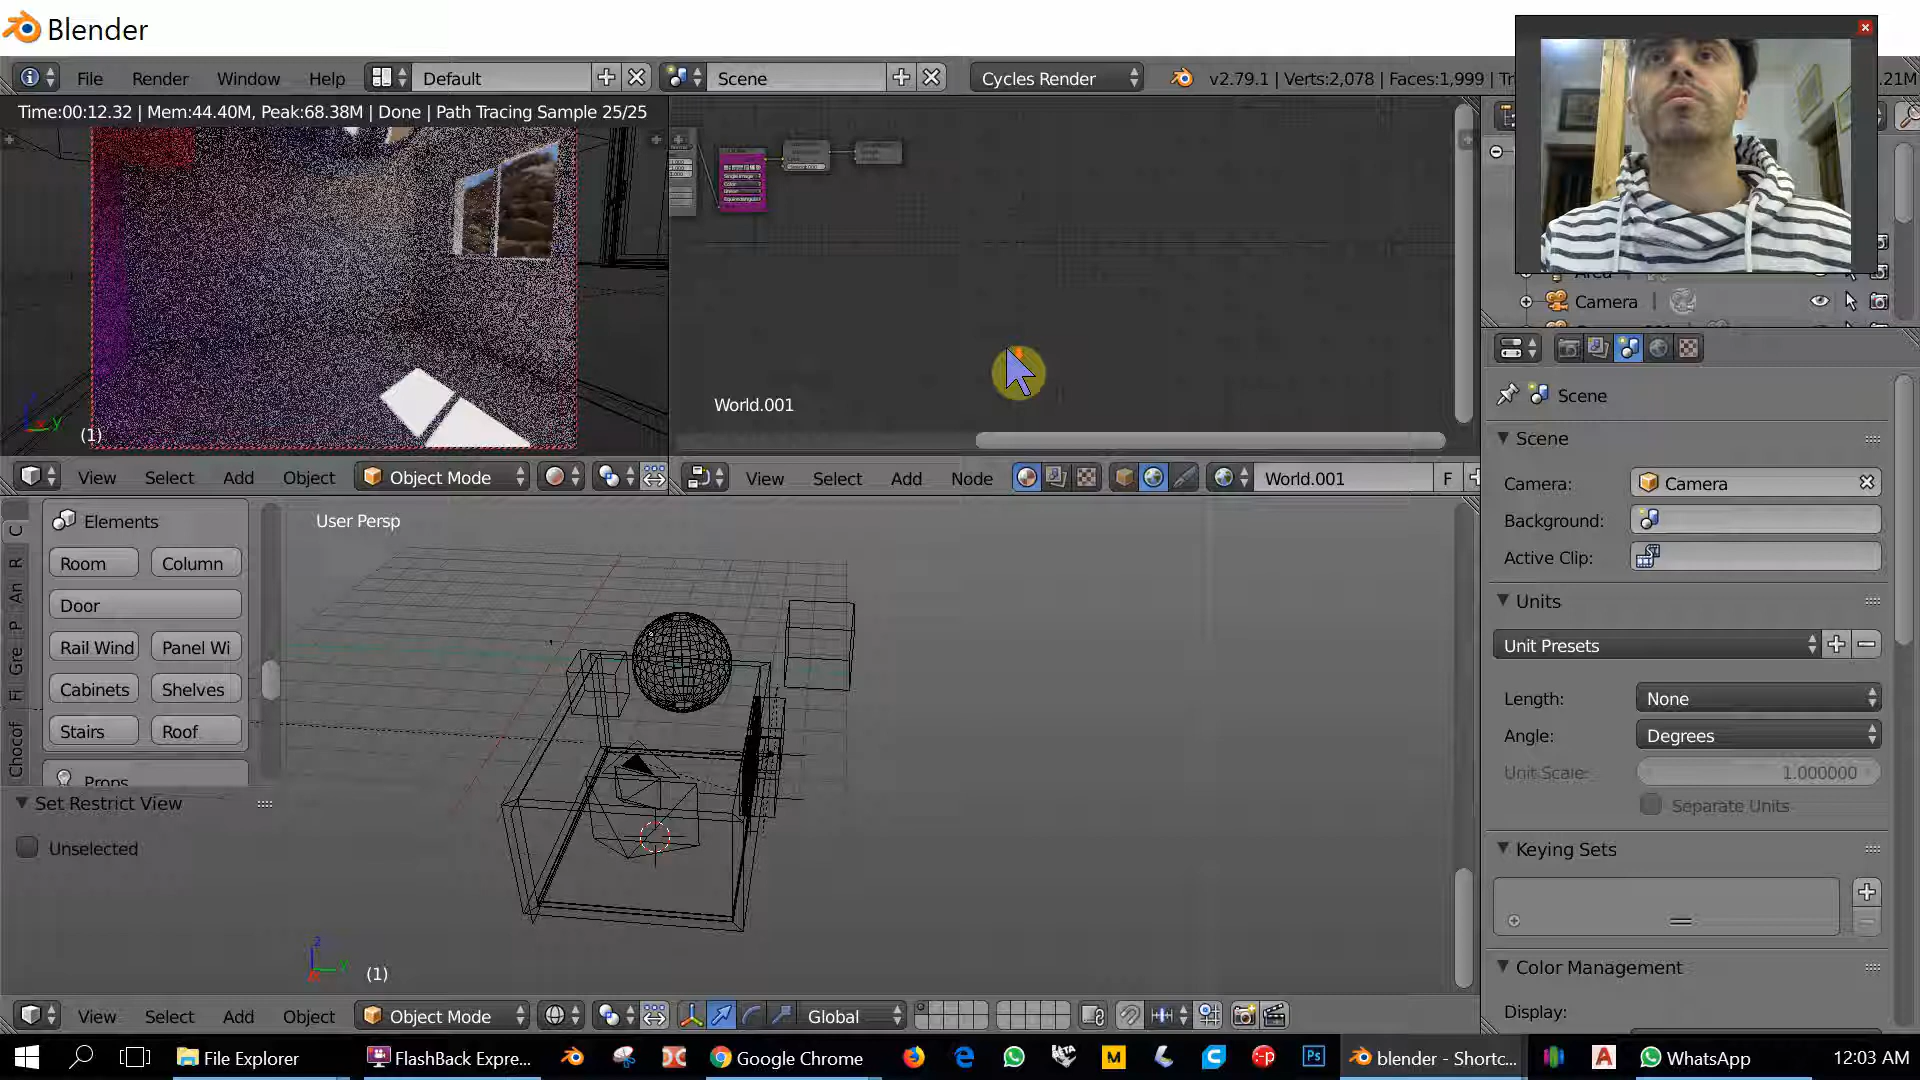 Blender
File Render Window Help Default Scene Cycles Render v2.79.1 | Verts:2,078 | Faces:1,999 | Tr .21M
Time:00:12.32 | Mem:44.40M, Peak:68.38M | Done | Path Tracing Sample 25/25
(1)
World.001
Camera
View Select Add Object Object Mode
View Select Add Node World.001 F
Scene
Scene
Camera: Camera
Background:
Active Clip:
Units
Unit Presets
Length: None
Angle: Degrees
Unit Scale: 1.000000
Separate Units
Keying Sets
Color Management
Display:
C
R
An
P
Gre
Fl
Chocof
Elements
Room Column
Door
Rail Wind Panel Wi
Cabinets Shelves
Stairs Roof
Props
Set Restrict View
Unselected
User Persp
(1)
View Select Add Object Object Mode Global
File Explorer FlashBack Expre... Google Chrome blender - Shortc... WhatsApp 12:03 AM